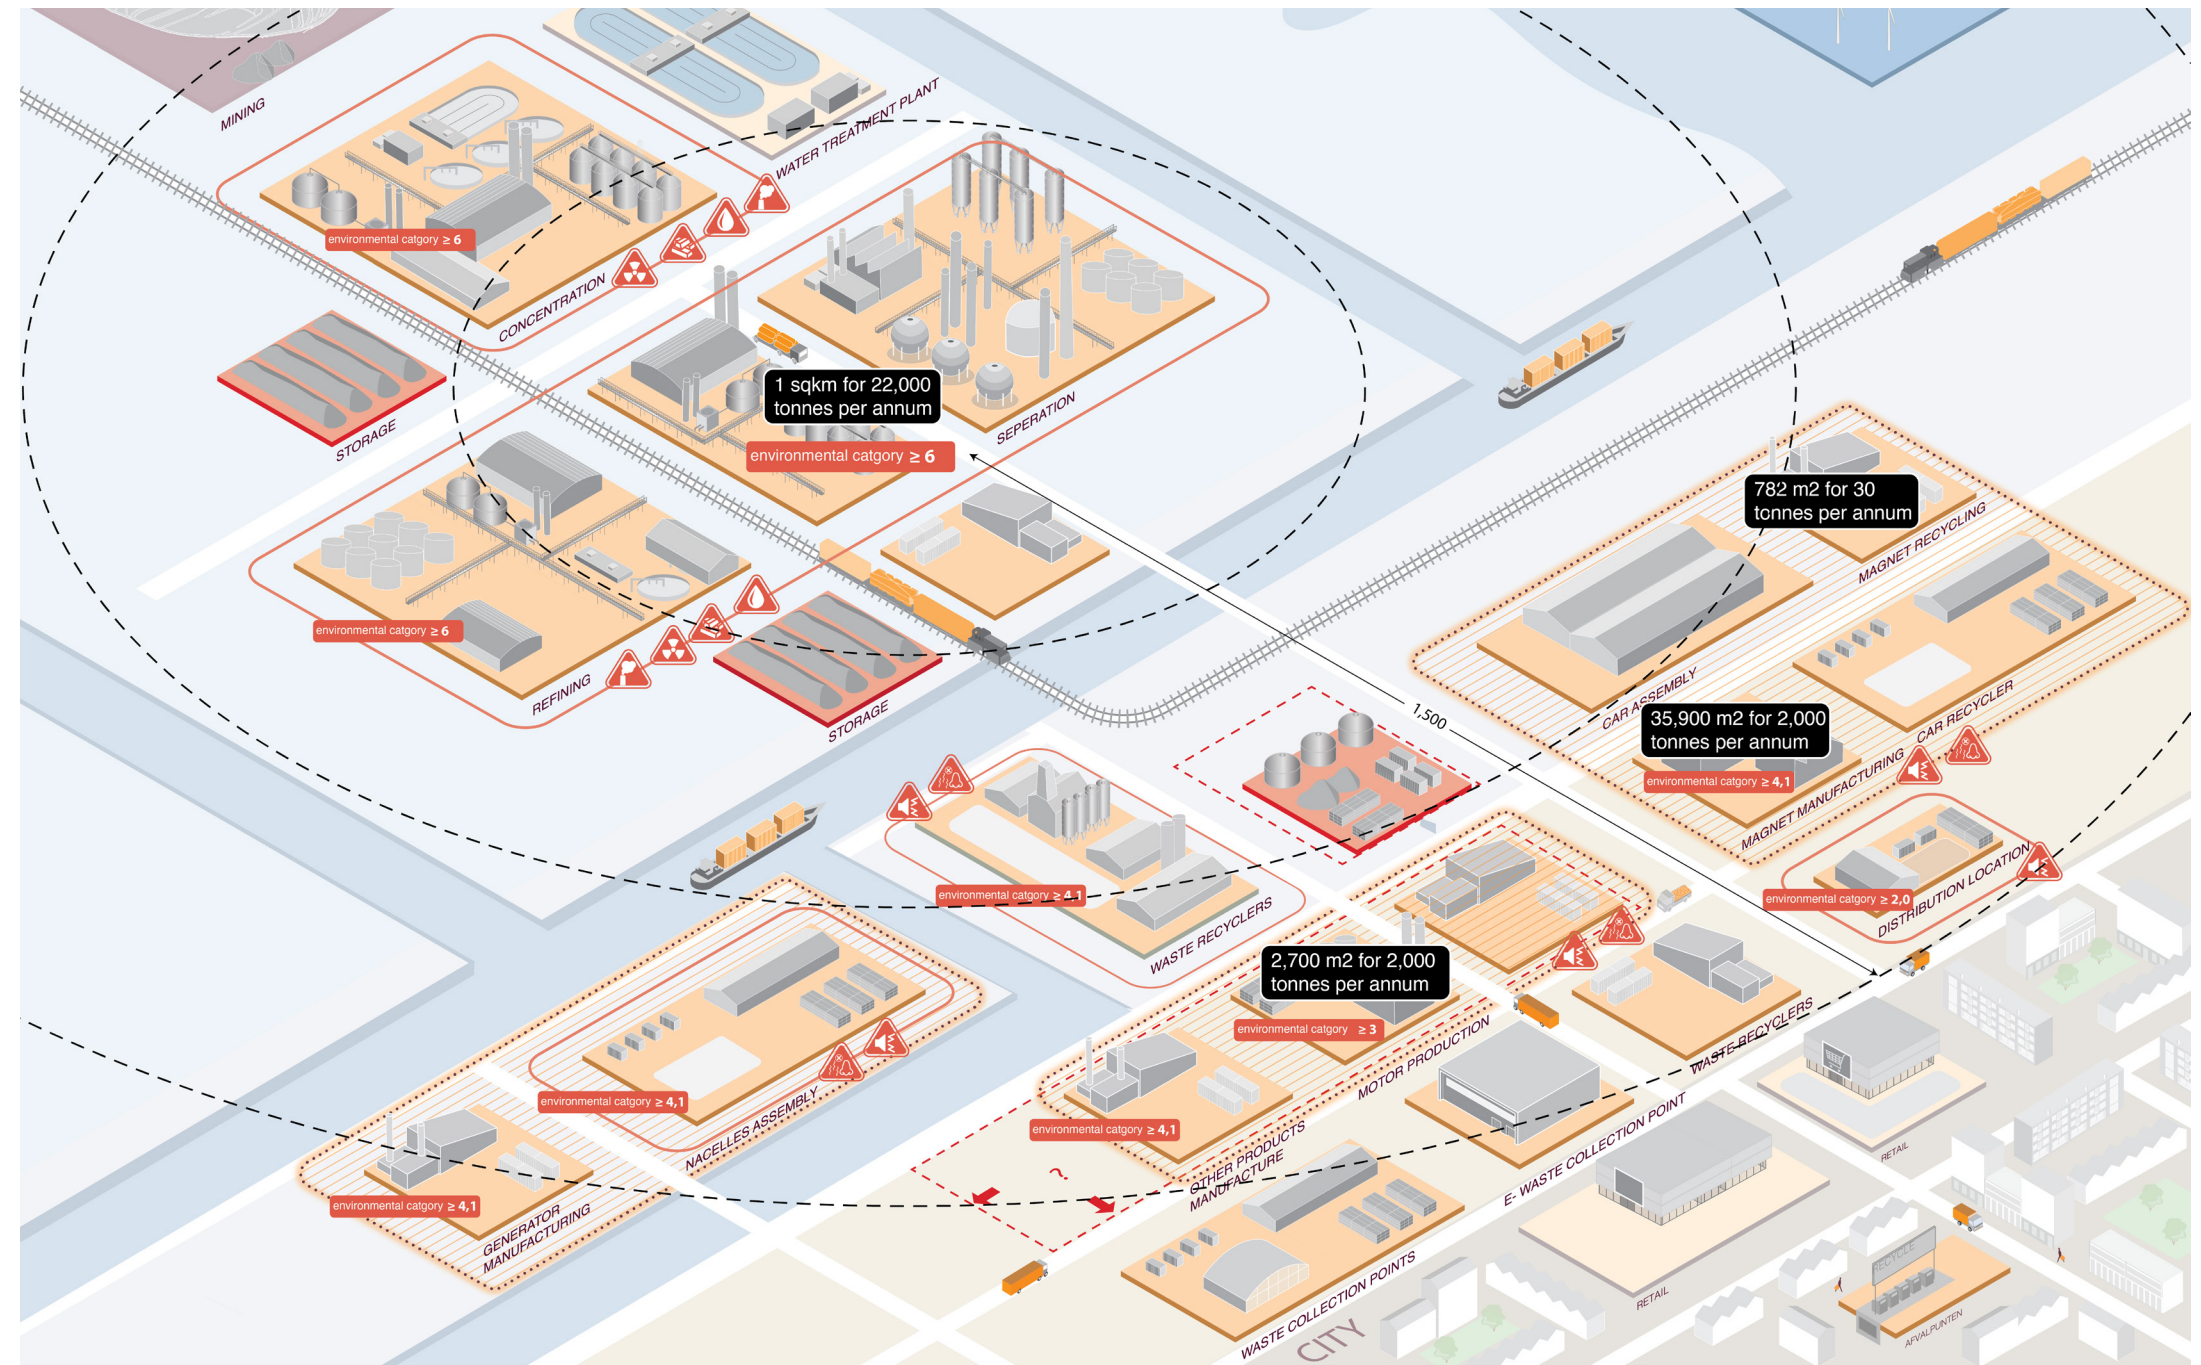 MINING
WATER TREATMENT PLANT
environmental catgory ≥ 6
CONCENTRATION
STORAGE
1 sqkm for 22,000
tonnes per annum
environmental catgory ≥ 6
SEPERATION
782 m2 for 30
tonnes per annum
MAGNET RECYCLING
environmental catgory ≥ 6
REFINING
STORAGE
1,500
CAR ASSEMBLY
CAR RECYCLER
35,900 m2 for 2,000
tonnes per annum
environmental catgory ≥ 4,1
MAGNET MANUFACTURING
environmental catgory ≥ 4,1
WASTE RECYCLERS
environmental catgory ≥ 2,0
DISTRIBUTION LOCATION
2,700 m2 for 2,000
tonnes per annum
environmental catgory ≥ 3
MOTOR PRODUCTION
WASTE RECYCLERS
environmental catgory ≥ 4,1
NACELLES ASSEMBLY
environmental catgory ≥ 4,1
OTHER PRODUCTS
MANUFACTURE
E- WASTE COLLECTION POINT
RETAIL
environmental catgory ≥ 4,1
GENERATOR
MANUFACTURING
?
WASTE COLLECTION POINTS
RETAIL
RECYCLE
AFVALPUNTEN
CITY